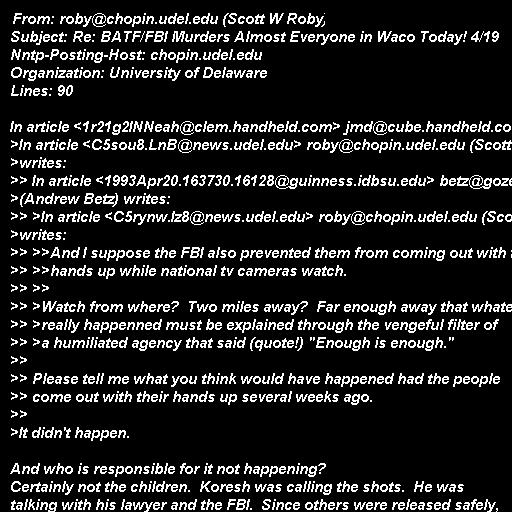 From: roby@chopin.udel.edu (Scott W Roby)
Subject: Re: BATF/FBI Murders Almost Everyone in Waco Today! 4/19
Nntp-Posting-Host: chopin.udel.edu
Organization: University of Delaware
Lines: 90

In article <1r21g2INNeah@clem.handheld.com> jmd@cube.handheld.co
>In article <C5sou8.LnB@news.udel.edu> roby@chopin.udel.edu (Scott
>writes:
>> In article <1993Apr20.163730.16128@guinness.idbsu.edu> betz@goze
>(Andrew Betz) writes:
>> >In article <C5rynw.Iz8@news.udel.edu> roby@chopin.udel.edu (Sco
>writes:
>> >>And I suppose the FBI also prevented them from coming out with t
>> >>hands up while national tv cameras watch.
>> >>
>> >Watch from where?  Two miles away?  Far enough away that whate
>> >really happenned must be explained through the vengeful filter of
>> >a humiliated agency that said (quote!) "Enough is enough."
>>
>> Please tell me what you think would have happened had the people
>> come out with their hands up several weeks ago.
>>
>It didn't happen.

And who is responsible for it not happening?
Certainly not the children.  Koresh was calling the shots.  He was
talking with his lawyer and the FBI.  Since others were released safely,